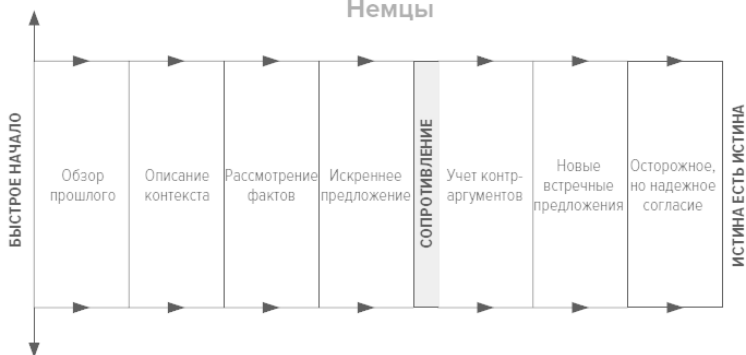 Немцы
БЫСТРОЕ НАЧАЛО
Обзор
прошлого
Описание
контекста
Рассмотрение
фактов
Искреннее
предложение
СОПРОТИВЛЕНИЕ
Учет контр-
аргументов
Новые
встречные
предложения
Осторожное,
но надежное
согласие
ИСТИНА ЕСТЬ ИСТИНА